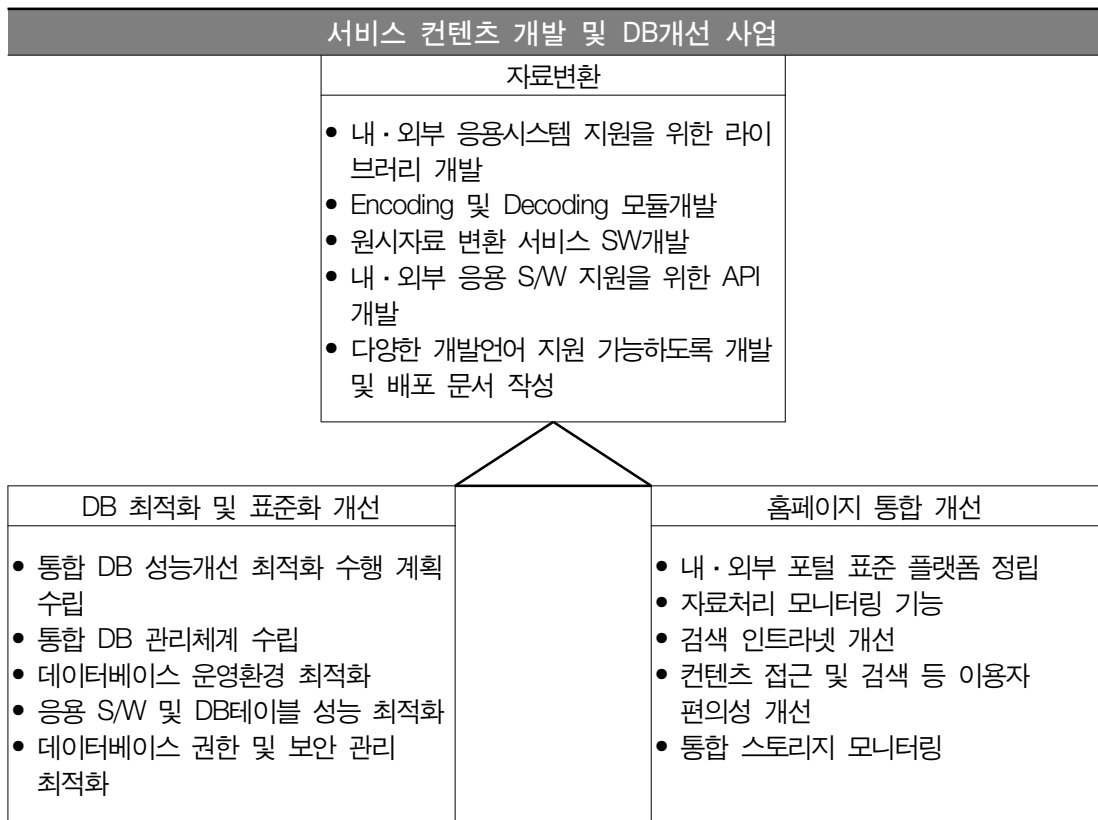 서비스 컨텐츠 개발 및 DB개선 사업
자료변환
• 내·외부 응용시스템 지원을 위한 라이
브러리 개발
• Encoding 및 Decoding 모듈개발
• 원시자료 변환 서비스 SW개발
• 내·외부 응용 S/W 지원을 위한 API
개발
• 다양한 개발언어 지원 가능하도록 개발
및 배포 문서 작성
DB 최적화 및 표준화 개선
• 통합 DB 성능개선 최적화 수행 계획
수립
• 통합 DB 관리체계 수립
• 데이터베이스 운영환경 최적화
• 응용 S/W 및 DB테이블 성능 최적화
• 데이터베이스 권한 및 보안 관리
최적화
홈페이지 통합 개선
• 내·외부 포털 표준 플랫폼 정립
• 자료처리 모니터링 기능
• 검색 인트라넷 개선
• 컨텐츠 접근 및 검색 등 이용자
편의성 개선
• 통합 스토리지 모니터링